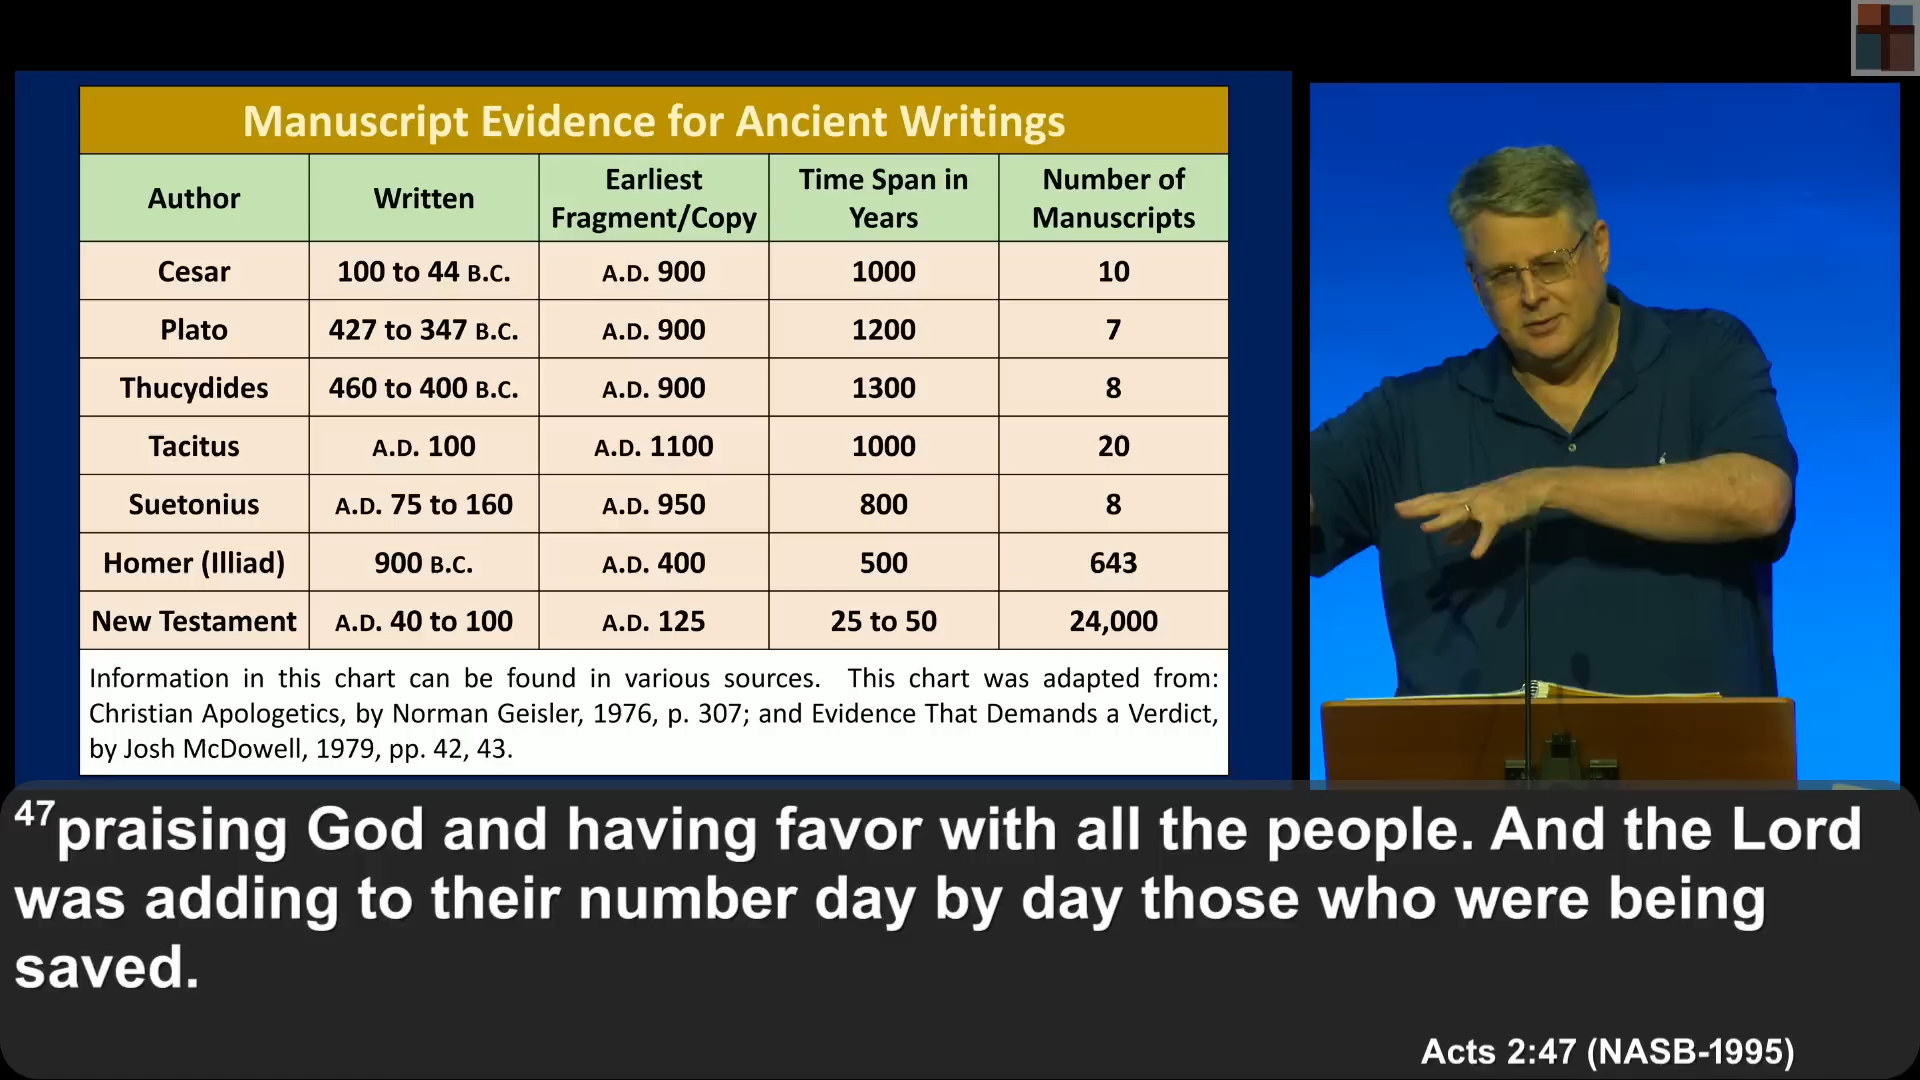 Manuscript Evidence for Ancient Writings
Author Written Earliest Fragment/Copy Time Span in Years Number of Manuscripts
Cesar 100 to 44 B.C. A.D. 900 1000 10
Plato 427 to 347 B.C. A.D. 900 1200 7
Thucydides 460 to 400 B.C. A.D. 900 1300 8
Tacitus A.D. 100 A.D. 1100 1000 20
Suetonius A.D. 75 to 160 A.D. 950 800 8
Homer (Illiad) 900 B.C. A.D. 400 500 643
New Testament A.D. 40 to 100 A.D. 125 25 to 50 24,000
Information in this chart can be found in various sources. This chart was adapted from:
Christian Apologetics, by Norman Geisler, 1976, p. 307; and Evidence That Demands a Verdict,
by Josh McDowell, 1979, pp. 42, 43.
47praising God and having favor with all the people. And the Lord
was adding to their number day by day those who were being
saved.
Acts 2:47 (NASB-1995)